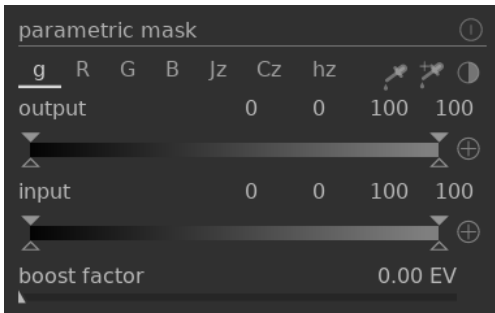 parametric mask
g R G B Jz Cz hz
output 0 0 100 100
input 0 0 100 100
boost factor 0.00 EV